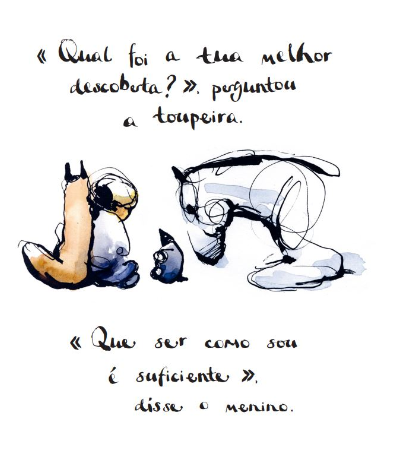 « Qual foi a tua melhor
descoberta? », perguntou
a toupeira.
« Que ser como sou
é suficiente »,
disse o menino.